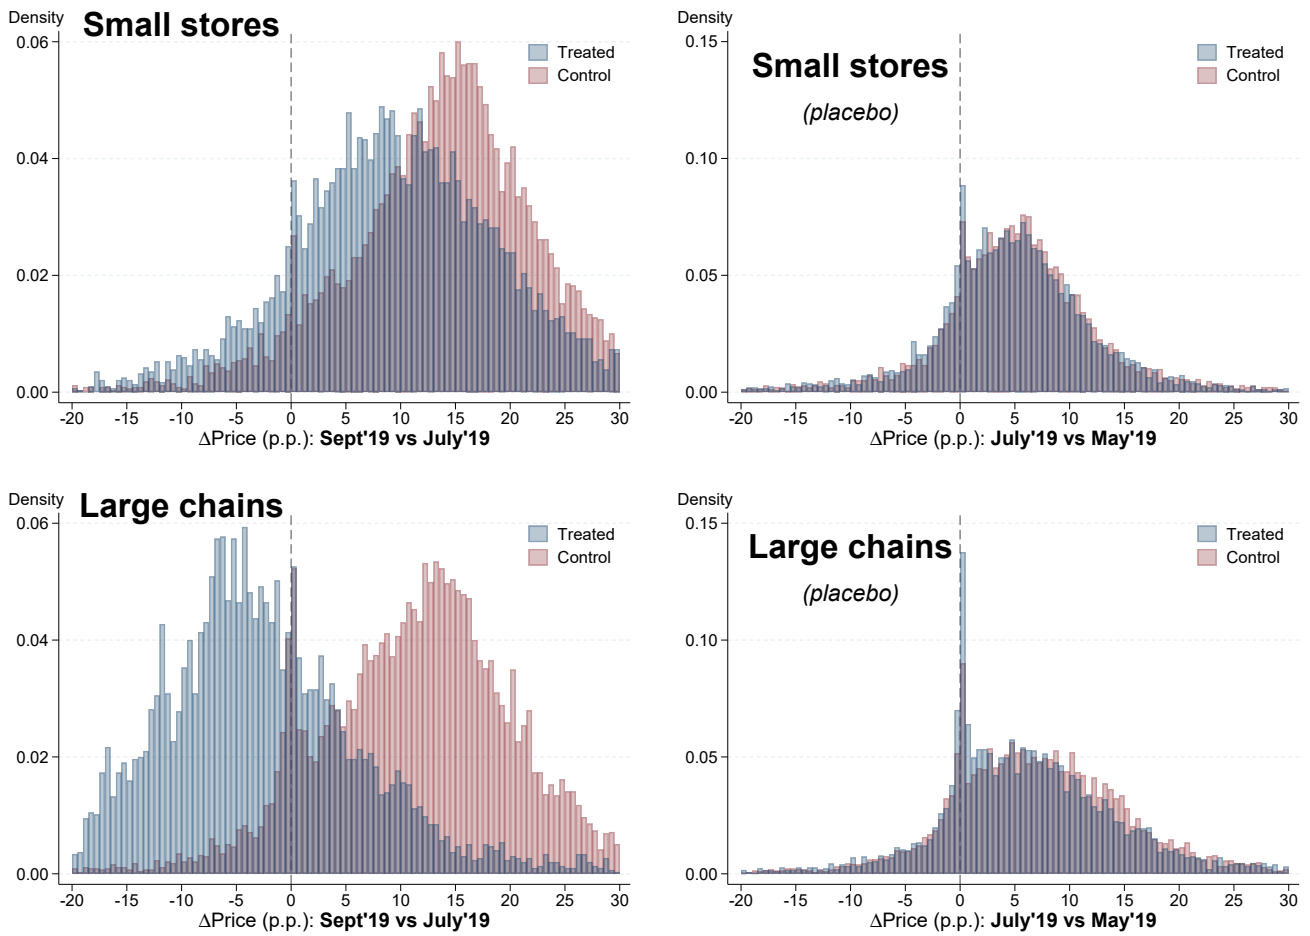 Density
Small stores
0.06
0.04
0.02
0.00
Treated
Control
-20 -15 -10 -5 0 5 10 15 20 25 30
ΔPrice (p.p.): Sept'19 vs July'19
Density
0.15
Small stores
(placebo)
0.10
0.05
0.00
Treated
Control
-20 -15 -10 -5 0 5 10 15 20 25 30
ΔPrice (p.p.): July'19 vs May'19
Density
Large chains
0.06
0.04
0.02
0.00
Treated
Control
-20 -15 -10 -5 0 5 10 15 20 25 30
ΔPrice (p.p.): Sept'19 vs July'19
Density
0.15
Large chains
(placebo)
0.10
0.05
0.00
Treated
Control
-20 -15 -10 -5 0 5 10 15 20 25 30
ΔPrice (p.p.): July'19 vs May'19